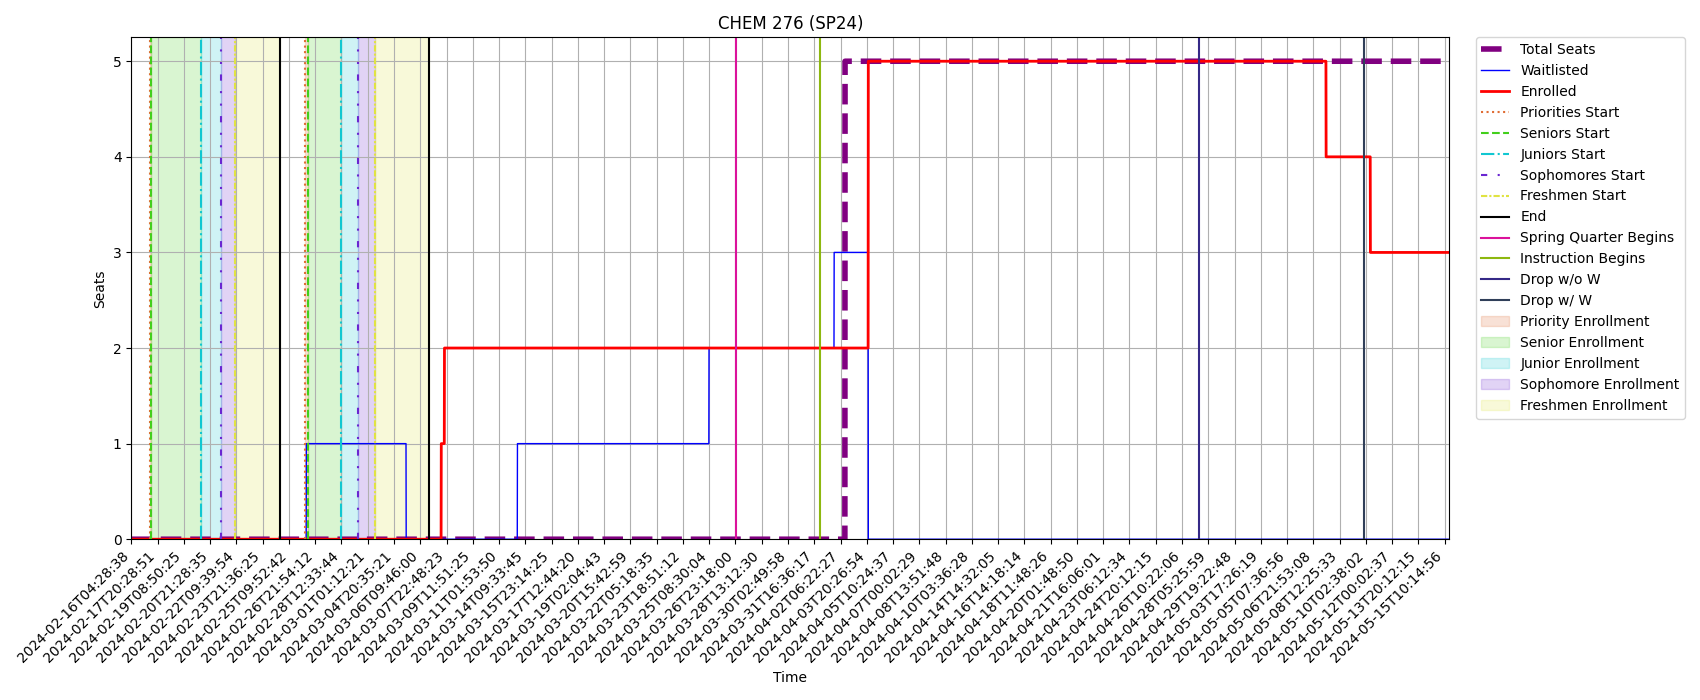 CHEM 276 (SP24)
Seats
5
4
3
2
1
0
2024-02-16T04:28:38
2024-02-17T20:28:51
2024-02-19T08:50:25
2024-02-20T21:28:35
2024-02-22T09:39:54
2024-02-23T21:36:25
2024-02-25T09:52:42
2024-02-26T21:54:12
2024-02-28T12:33:44
2024-03-01T01:12:21
2024-03-04T20:35:21
2024-03-06T09:46:00
2024-03-07T22:48:23
2024-03-09T11:51:25
2024-03-11T01:53:50
2024-03-14T09:33:45
2024-03-15T23:14:25
2024-03-17T12:44:20
2024-03-19T02:04:43
2024-03-20T15:42:59
2024-03-22T05:18:35
2024-03-23T18:51:12
2024-03-25T08:30:04
2024-03-26T23:18:00
2024-03-28T13:12:30
2024-03-30T02:49:58
2024-03-31T16:36:17
2024-04-02T06:22:27
2024-04-03T20:26:54
2024-04-05T10:24:37
2024-04-07T00:02:29
2024-04-08T13:51:48
2024-04-10T03:36:28
2024-04-14T14:32:05
2024-04-16T14:18:14
2024-04-18T11:48:26
2024-04-20T01:48:50
2024-04-21T16:06:01
2024-04-23T06:12:34
2024-04-24T20:12:15
2024-04-26T10:22:06
2024-04-28T05:25:59
2024-04-29T19:22:48
2024-05-03T17:26:19
2024-05-05T07:36:56
2024-05-06T21:53:08
2024-05-08T12:25:33
2024-05-10T02:38:02
2024-05-12T00:02:37
2024-05-13T20:12:15
2024-05-15T10:14:56
Time
Total Seats
Waitlisted
Enrolled
Priorities Start
Seniors Start
Juniors Start
Sophomores Start
Freshmen Start
End
Spring Quarter Begins
Instruction Begins
Drop w/o W
Drop w/ W
Priority Enrollment
Senior Enrollment
Junior Enrollment
Sophomore Enrollment
Freshmen Enrollment